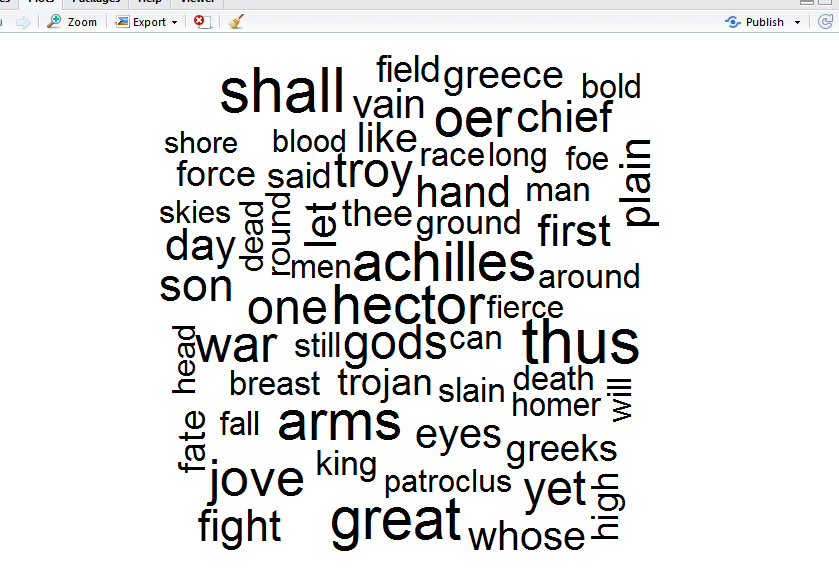 Plots Packages Help Viewer
Zoom Export Publish
shall field greece bold
vain oer chief
shore blood like race long foe plain
force said troy hand man
skies dead round let thee ground first
day men achilles around
son one hector fierce
head war still gods can thus
breast trojan slain death will
homer
fate fall arms eyes greeks
jove king patroclus yet high
fight great whose